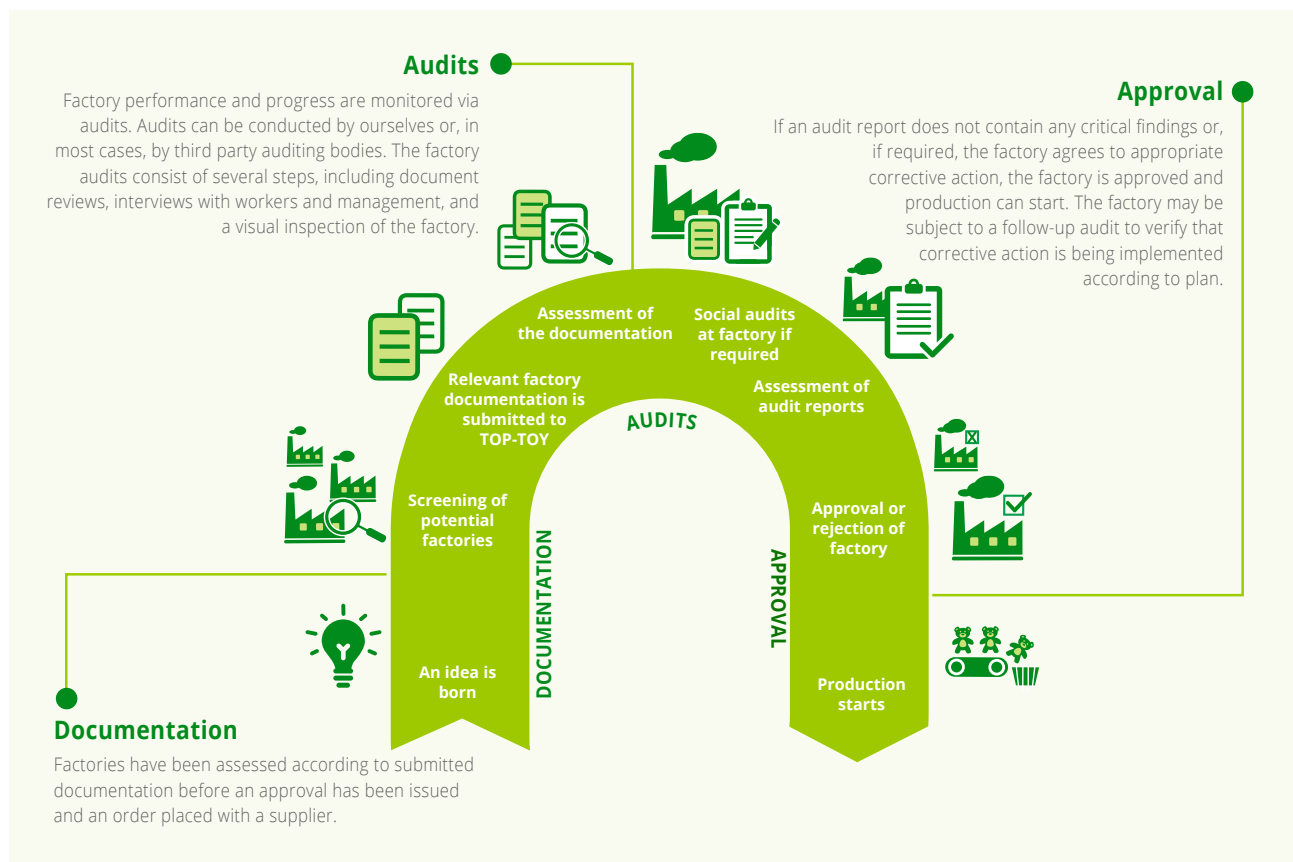 Audits
Factory performance and progress are monitored via
audits. Audits can be conducted by ourselves or, in
most cases, by third party auditing bodies. The factory
audits consist of several steps, including document
reviews, interviews with workers and management, and
a visual inspection of the factory.
Approval
If an audit report does not contain any critical findings or,
if required, the factory agrees to appropriate
corrective action, the factory is approved and
production can start. The factory may be
subject to a follow-up audit to verify that
corrective action is being implemented
according to plan.
An idea is
born
Screening of
potential
factories
Relevant factory
documentation is
submitted to
TOP-TOY
Assessment of
the documentation
Social audits
at factory if
required
Assessment of
audit reports
Approval or
rejection of
factory
Production
starts
DOCUMENTATION
AUDITS
APPROVAL
Documentation
Factories have been assessed according to submitted
documentation before an approval has been issued
and an order placed with a supplier.